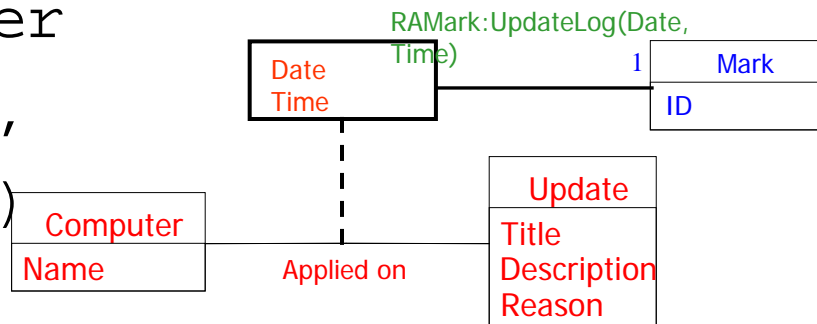 er
RAMark:UpdateLog(Date,
Time)
Date
Time
1
Mark
ID
,
)
Computer
Name
Applied on
Update
Title
Description
Reason